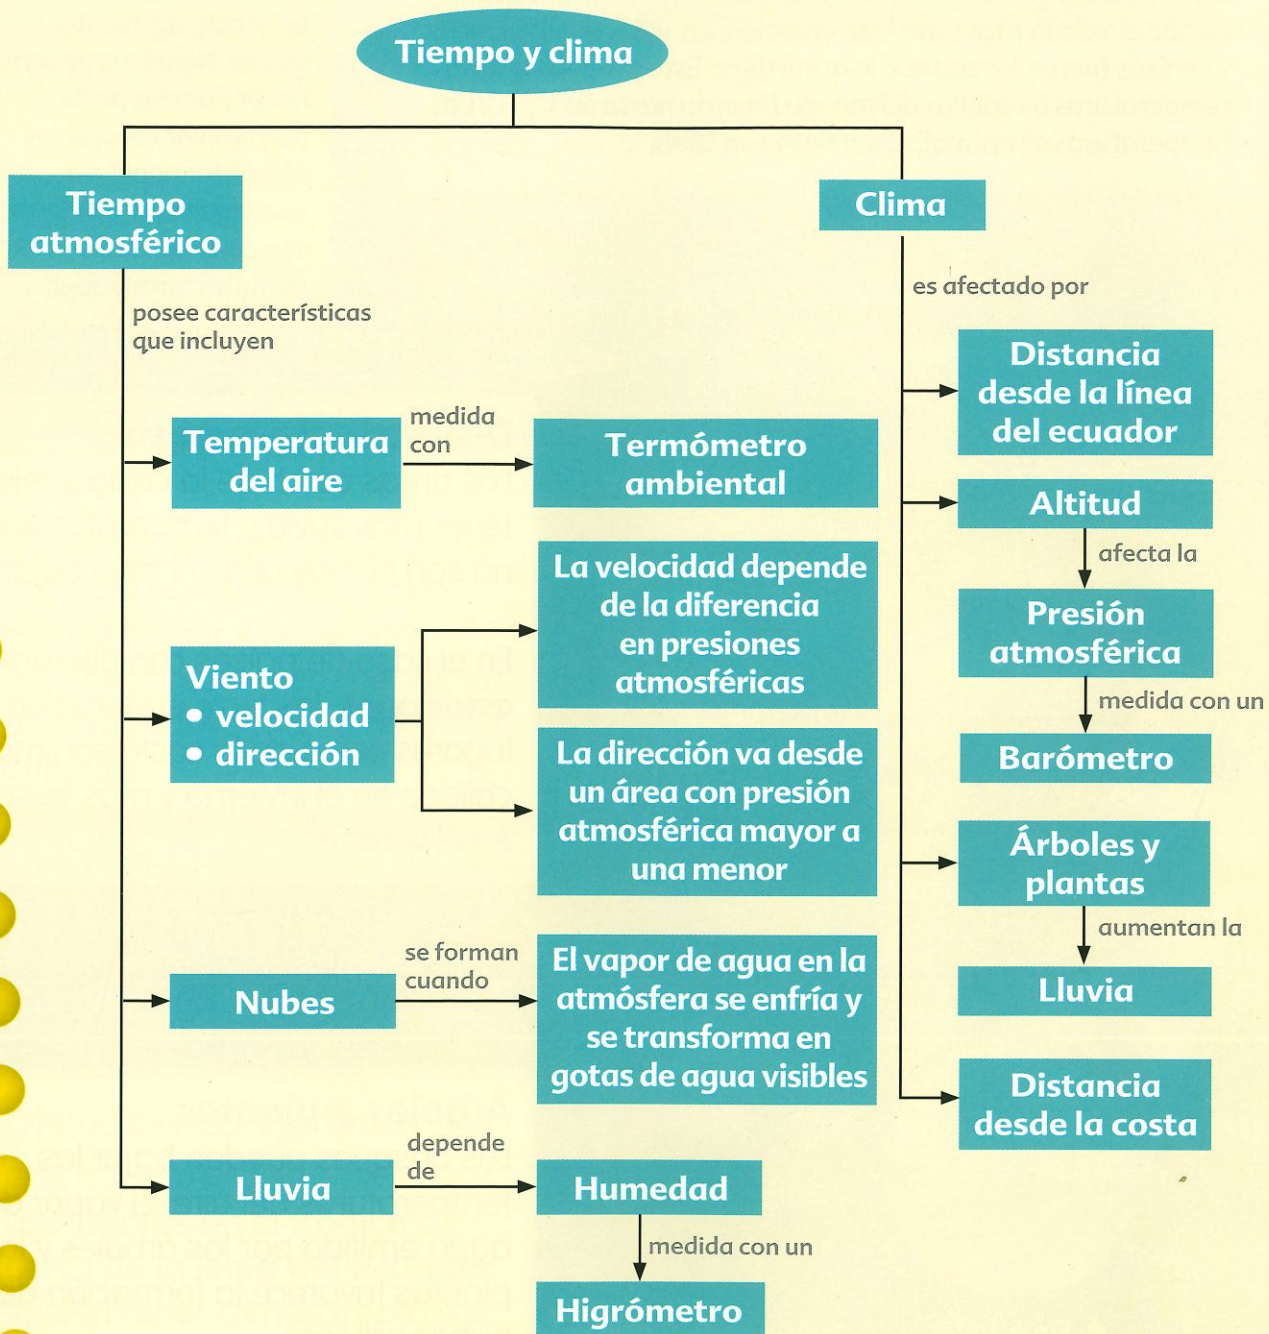 Tiempo y clima
Tiempo
atmosférico
posee características
que incluyen
Temperatura
del aire
medida
con
Termómetro
ambiental
Viento
• velocidad
• dirección
La velocidad depende
de la diferencia
en presiones
atmosféricas
La dirección va desde
un área con presión
atmosférica mayor a
una menor
Nubes
se forman
cuando
El vapor de agua en la
atmósfera se enfría y
se transforma en
gotas de agua visibles
Lluvia
depende
de
Humedad
medida con un
Higrómetro
Clima
es afectado por
Distancia
desde la línea
del ecuador
Altitud
afecta la
Presión
atmosférica
medida con un
Barómetro
Árboles y
plantas
aumentan la
Lluvia
Distancia
desde la costa